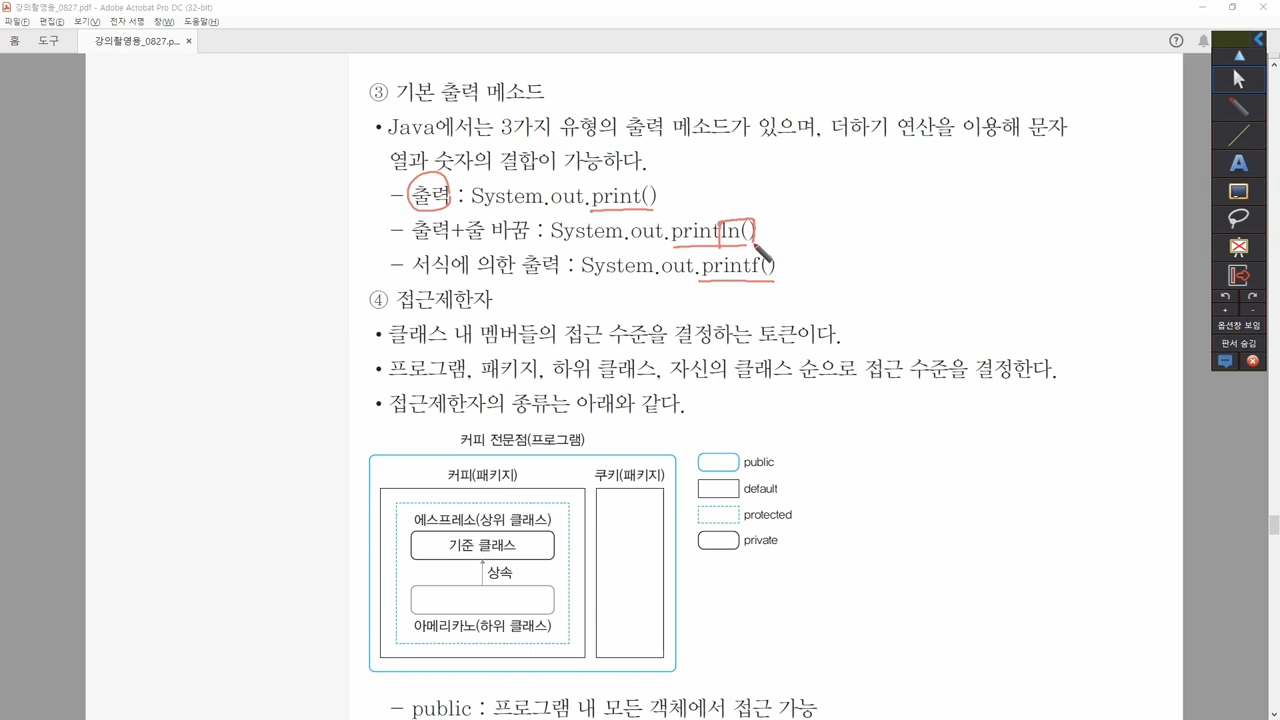 강의촬영용_0827.pdf - Adobe Acrobat Pro DC (32-bit)
파일(F) 편집(E) 보기(V) 전자 서명 창(W) 도움말(H)
홈 도구 강의촬영용_0827.p... ×
③ 기본 출력 메소드
• Java에서는 3가지 유형의 출력 메소드가 있으며, 더하기 연산을 이용해 문자
열과 숫자의 결합이 가능하다.
- 출력 : System.out.print()
- 출력+줄 바꿈 : System.out.println()
- 서식에 의한 출력 : System.out.printf()
④ 접근제한자
• 클래스 내 멤버들의 접근 수준을 결정하는 토큰이다.
• 프로그램, 패키지, 하위 클래스, 자신의 클래스 순으로 접근 수준을 결정한다.
• 접근제한자의 종류는 아래와 같다.
커피 전문점(프로그램)
커피(패키지)
쿠키(패키지)
에스프레소(상위 클래스)
기준 클래스
상속
아메리카노(하위 클래스)
public
default
protected
private
- public : 프로그램 내 모든 객체에서 접근 가능
옵션창 보임
판서 숨김